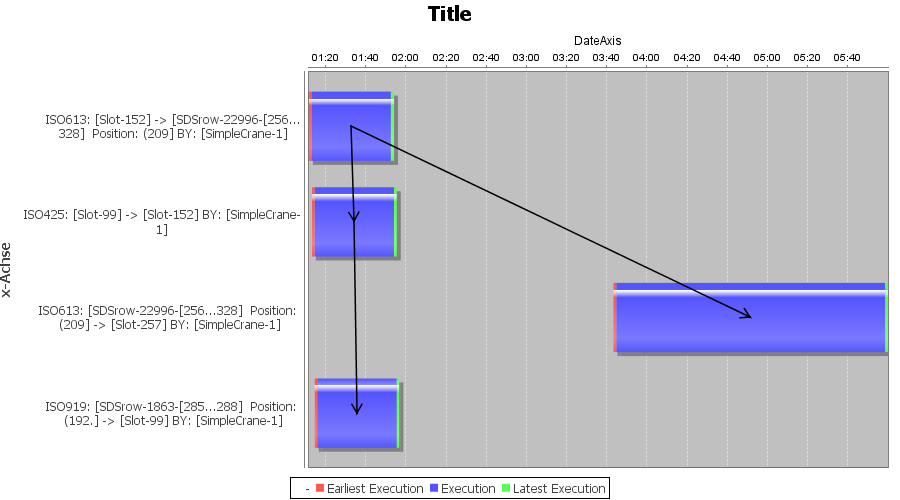 Title
DateAxis
01:20 01:40 02:00 02:20 02:40 03:00 03:20 03:40 04:00 04:20 04:40 05:00 05:20 05:40
ISO613: [Slot-152] -> [SDSrow-22996-[256...
328]  Position: (209] BY: [SimpleCrane-1]
ISO425: [Slot-99] -> [Slot-152] BY: [SimpleCrane-
1]
x-Achse
ISO613: [SDSrow-22996-[256...328]  Position:
(209] -> [Slot-257] BY: [SimpleCrane-1]
ISO919: [SDSrow-1863-[285...288]  Position:
(192.] -> [Slot-99] BY: [SimpleCrane-1]
- Earliest Execution Execution Latest Execution